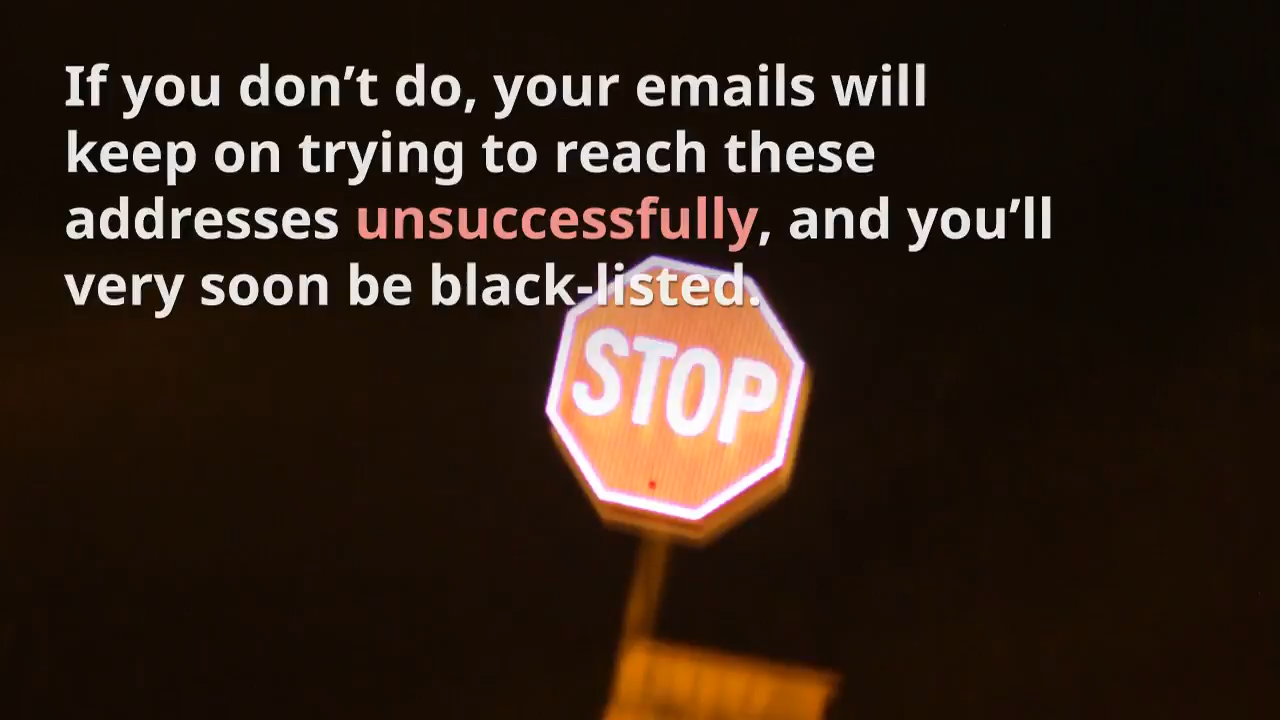 If you don’t do, your emails will
keep on trying to reach these
addresses unsuccessfully, and you’ll
very soon be black-listed.
STOP